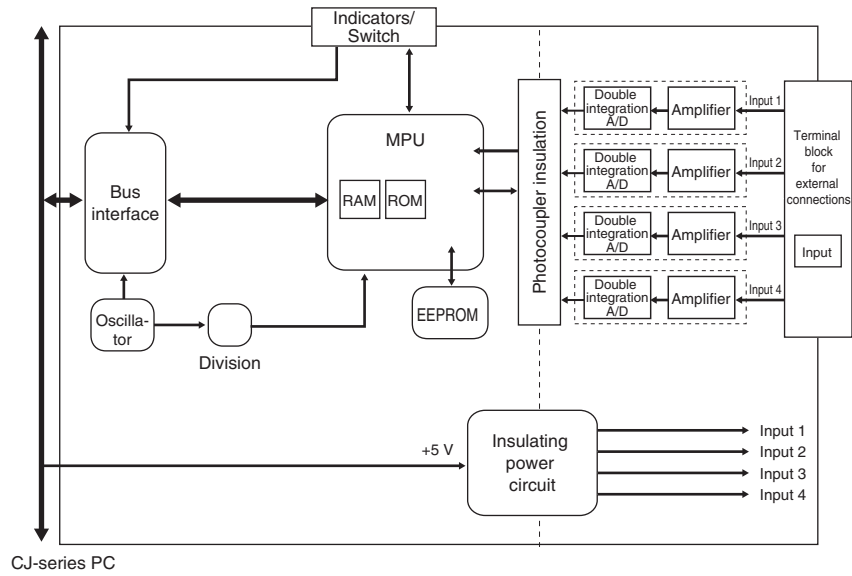 Indicators/
Switch
Bus
interface
MPU
RAM
ROM
EEPROM
Oscilla-
tor
Division
Photocoupler insulation
Double
integration
A/D
Amplifier
Input 1
Double
integration
A/D
Amplifier
Input 2
Double
integration
A/D
Amplifier
Input 3
Double
integration
A/D
Amplifier
Input 4
Terminal
block
for
external
connections
Input
+5 V
Insulating
power
circuit
Input 1
Input 2
Input 3
Input 4
CJ-series PC